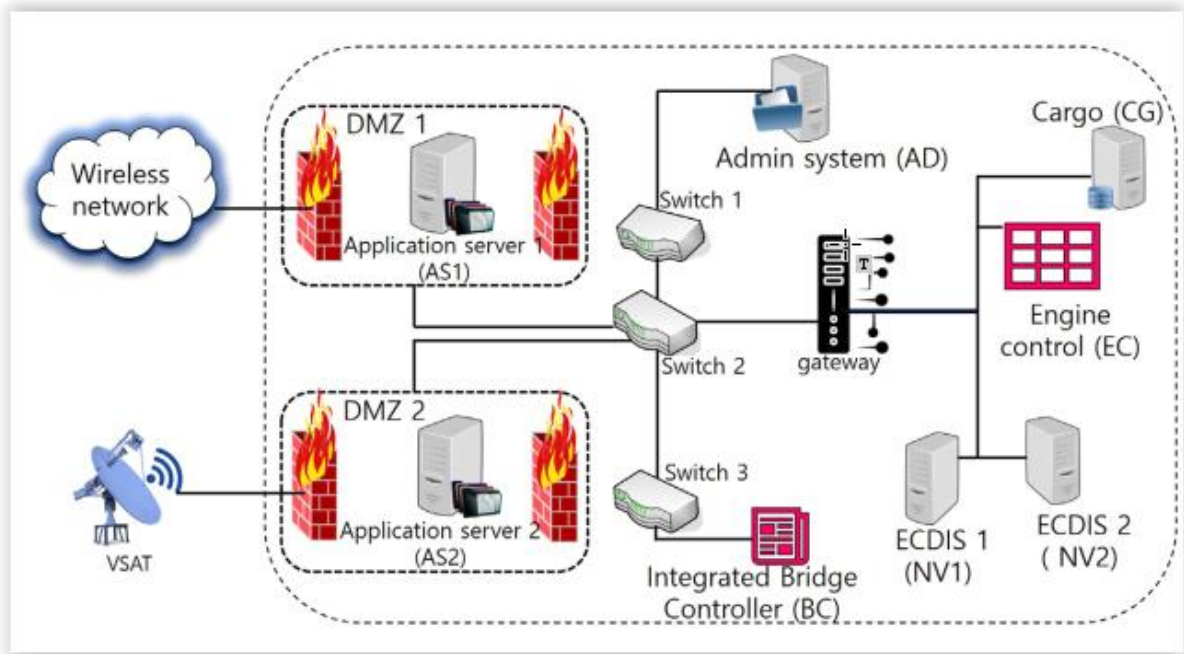 Wireless
network
DMZ 1
Application server 1
(AS1)
VSAT
DMZ 2
Application server 2
(AS2)
Admin system (AD)
Switch 1
Switch 2
Switch 3
Integrated Bridge
Controller (BC)
T
gateway
Cargo (CG)
Engine
control (EC)
ECDIS 1
(NV1)
ECDIS 2
( NV2)